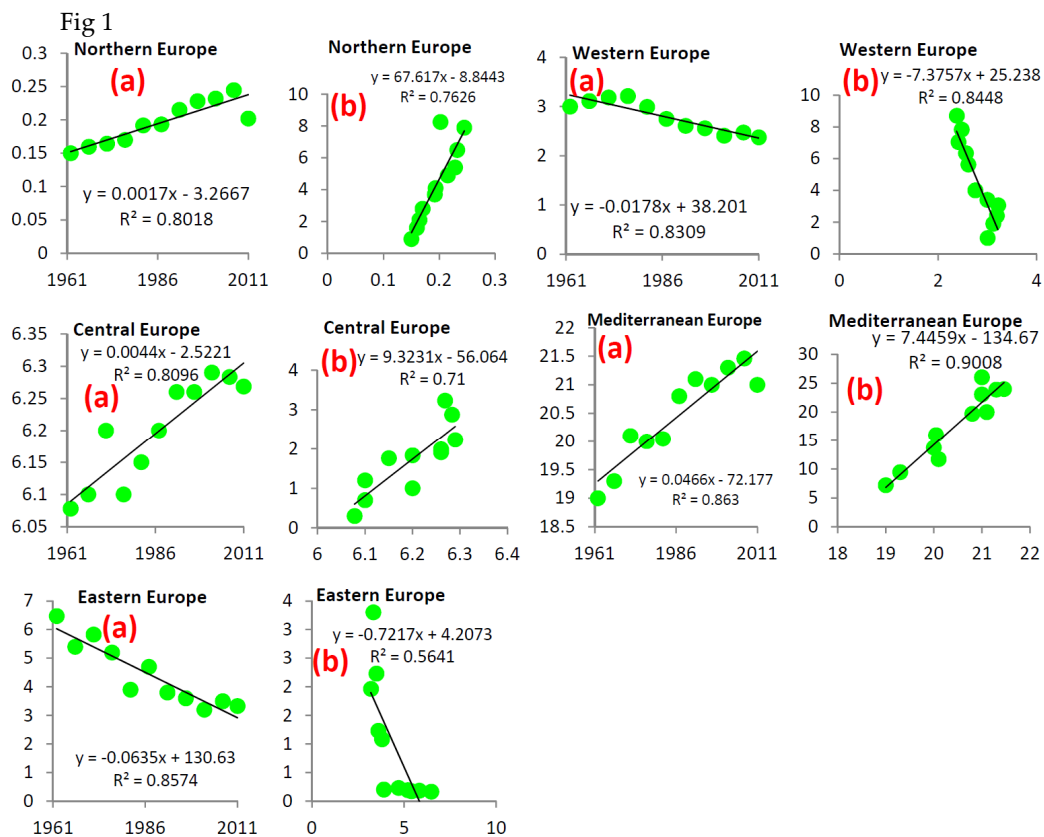 Fig 1
Northern Europe
(a)
0.3
0.25
0.2
0.15
0.1
0.05
0
y = 0.0017x - 3.2667
R² = 0.8018
1961 1986 2011
Northern Europe
y = 67.617x - 8.8443
(b)
R² = 0.7626
10
8
6
4
2
0
0 0.1 0.2 0.3
Western Europe
(a)
4
3
2
1
0
y = -0.0178x + 38.201
R² = 0.8309
1961 1986 2011
Western Europe
y = -7.3757x + 25.238
(b)
R² = 0.8448
10
8
6
4
2
0
0 2 4
Central Europe
y = 0.0044x - 2.5221
R² = 0.8096
(a)
6.35
6.3
6.25
6.2
6.15
6.1
6.05
1961 1986 2011
Central Europe
(b)
y = 9.3231x - 56.064
R² = 0.71
4
3
2
1
0
6 6.1 6.2 6.3 6.4
Mediterranean Europe
(a)
22
21.5
21
20.5
20
19.5
19
18.5
y = 0.0466x - 72.177
R² = 0.863
1961 1986 2011
Mediterranean Europe
y = 7.4459x - 134.67
R² = 0.9008
(b)
30
25
20
15
10
5
0
18 19 20 21 22
Eastern Europe
(a)
7
6
5
4
3
2
1
0
y = -0.0635x + 130.63
R² = 0.8574
1961 1986 2011
Eastern Europe
y = -0.7217x + 4.2073
(b)
R² = 0.5641
4
3
3
2
2
1
1
0
0 5 10